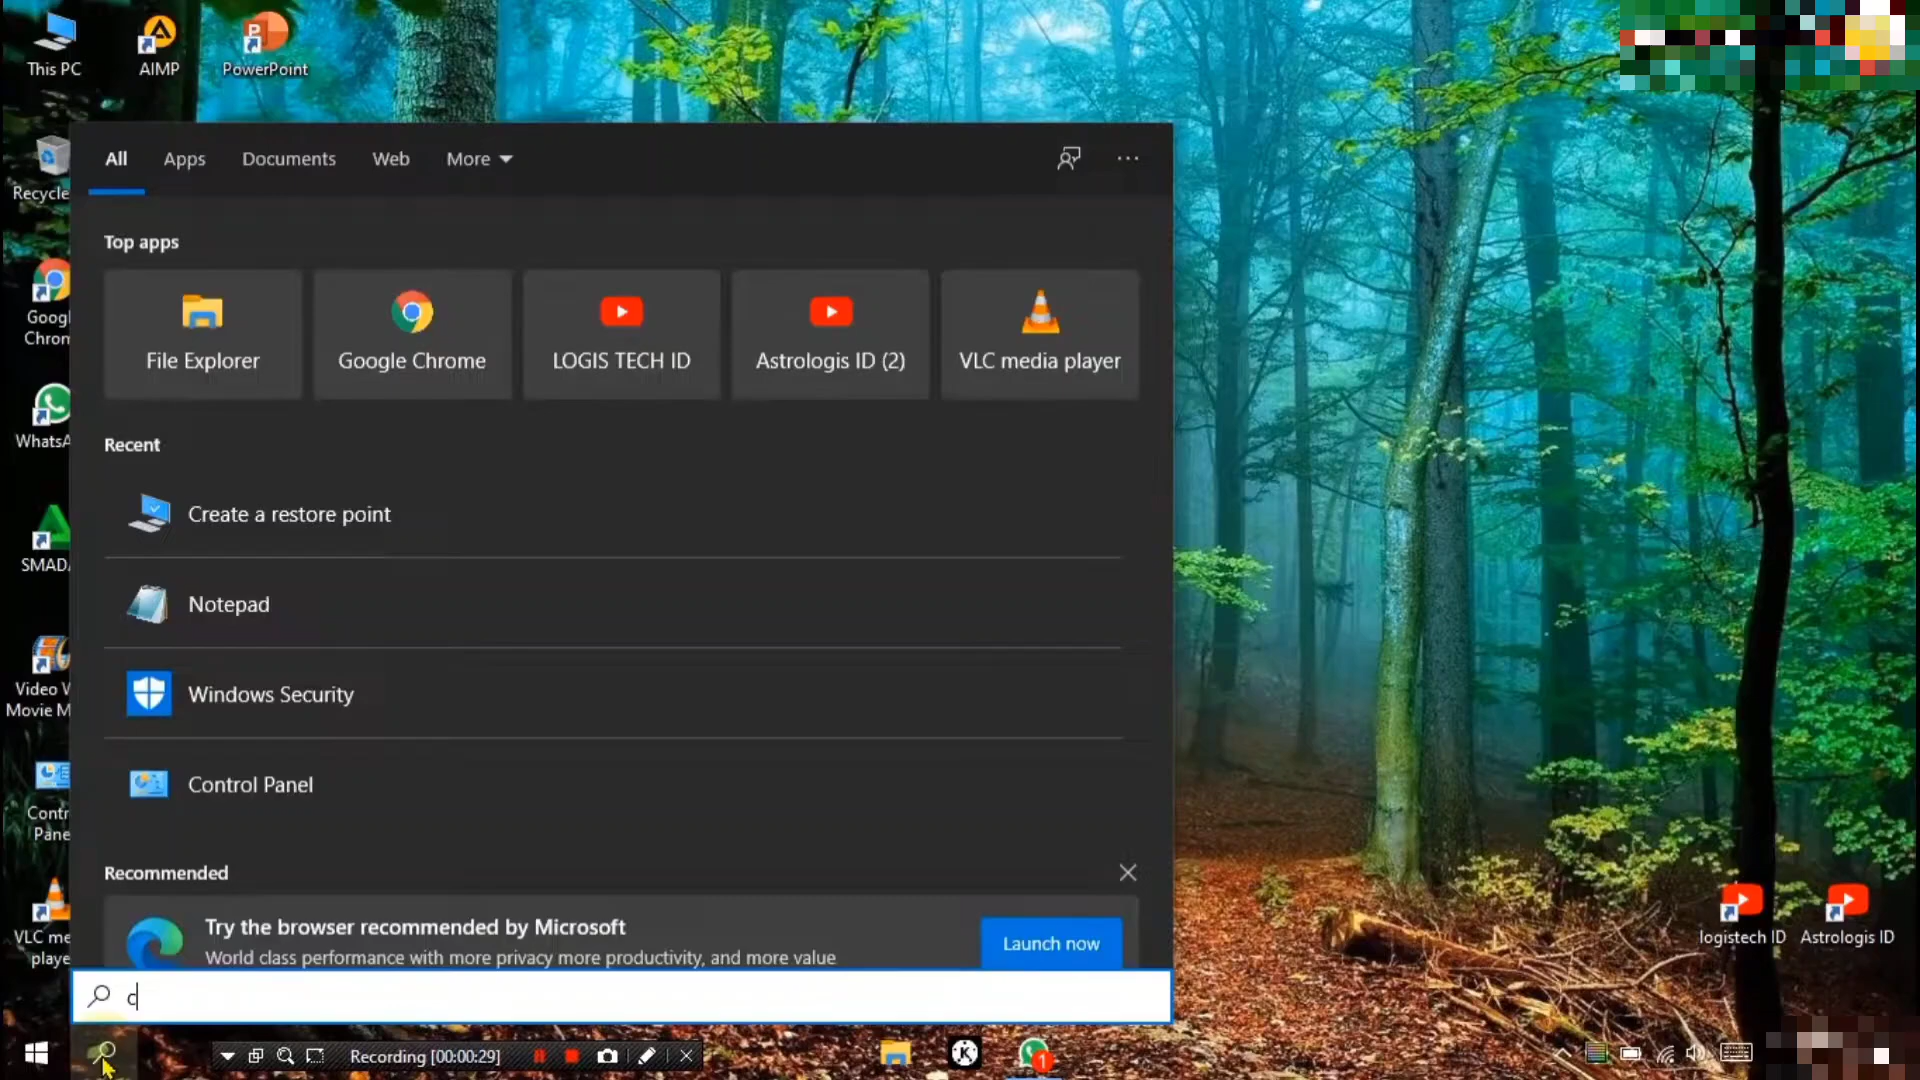 This PC
AIMP
PowerPoint
Recycle
Googl
Chrom
WhatsA
SMADA
Video W
Movie M
Contr
Pane
VLC me
playe
All
Apps
Documents
Web
More
Top apps
File Explorer
Google Chrome
LOGIS TECH ID
Astrologis ID (2)
VLC media player
Recent
Create a restore point
Notepad
Windows Security
Control Panel
Recommended
Try the browser recommended by Microsoft
World class performance with more privacy more productivity, and more value
Launch now
c
logistech ID
Astrologis ID
Recording [00:00:29]
K
1